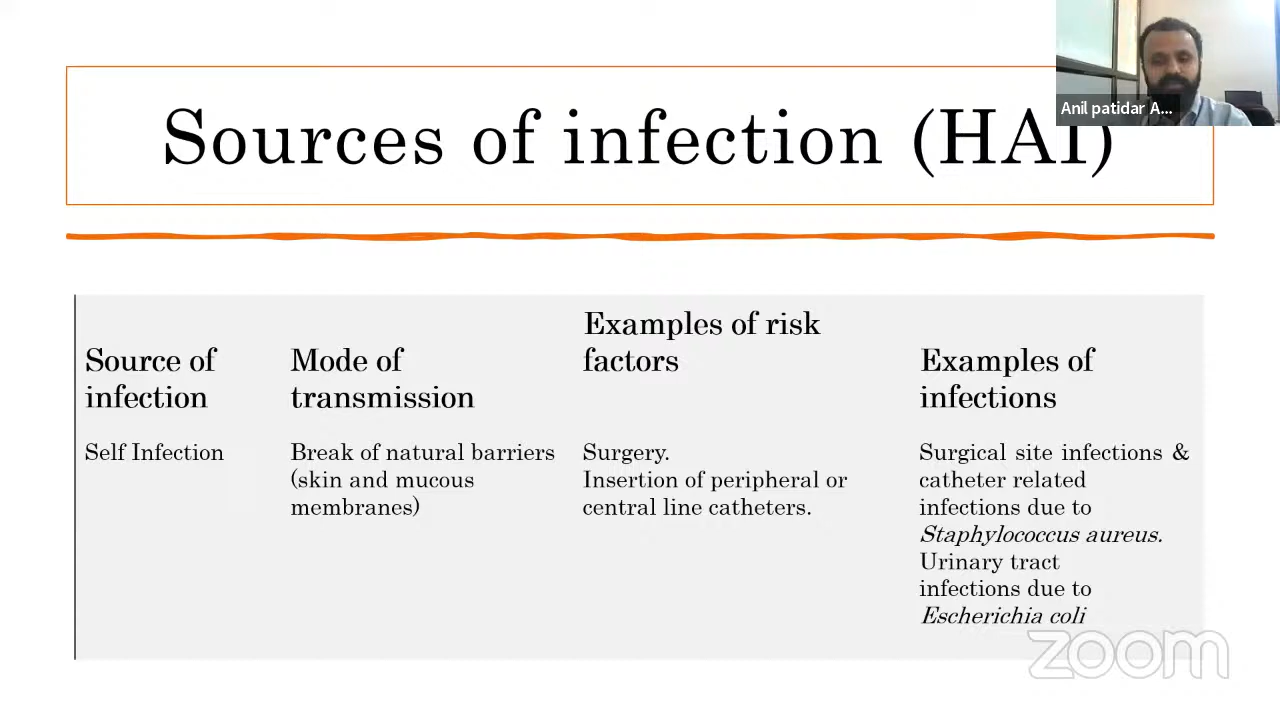 Sources of infection (HAI)
Anil patidar A...
Source of
infection
Mode of
transmission
Examples of risk
factors
Examples of
infections
Self Infection
Break of natural barriers
(skin and mucous
membranes)
Surgery.
Insertion of peripheral or
central line catheters.
Surgical site infections &
catheter related
infections due to
Staphylococcus aureus.
Urinary tract
infections due to
Escherichia coli
zoom